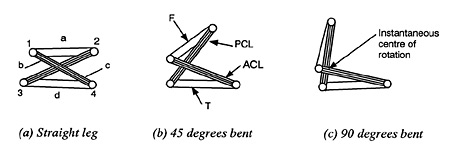 a
1
2
b
c
3
d
4
F
PCL
ACL
T
Instantaneous
centre of
rotation
(a) Straight leg
(b) 45 degrees bent
(c) 90 degrees bent